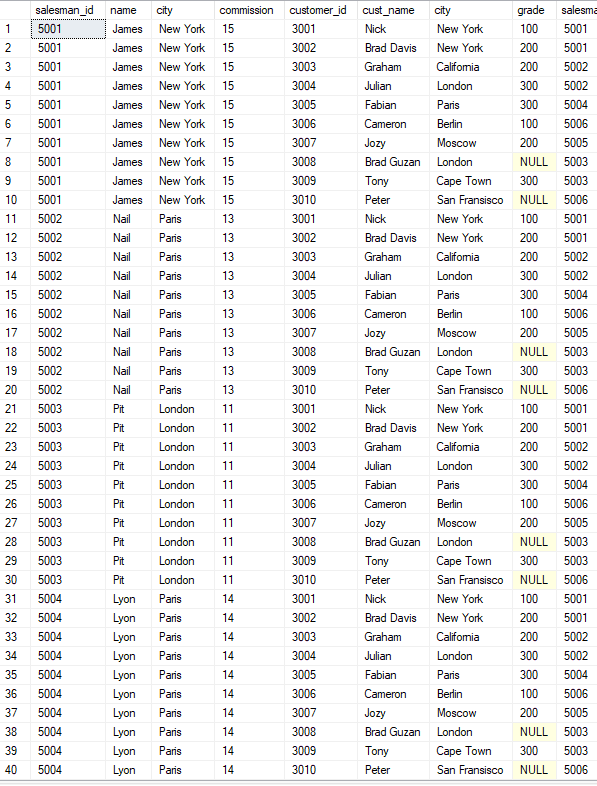 salesman_id name city commission customer_id cust_name city grade salesma
1 5001 James New York 15 3001 Nick New York 100 5001
2 5001 James New York 15 3002 Brad Davis New York 200 5001
3 5001 James New York 15 3003 Graham California 200 5002
4 5001 James New York 15 3004 Julian London 300 5002
5 5001 James New York 15 3005 Fabian Paris 300 5004
6 5001 James New York 15 3006 Cameron Berlin 100 5006
7 5001 James New York 15 3007 Jozy Moscow 200 5005
8 5001 James New York 15 3008 Brad Guzan London NULL 5003
9 5001 James New York 15 3009 Tony Cape Town 300 5003
10 5001 James New York 15 3010 Peter San Fransisco NULL 5006
11 5002 Nail Paris 13 3001 Nick New York 100 5001
12 5002 Nail Paris 13 3002 Brad Davis New York 200 5001
13 5002 Nail Paris 13 3003 Graham California 200 5002
14 5002 Nail Paris 13 3004 Julian London 300 5002
15 5002 Nail Paris 13 3005 Fabian Paris 300 5004
16 5002 Nail Paris 13 3006 Cameron Berlin 100 5006
17 5002 Nail Paris 13 3007 Jozy Moscow 200 5005
18 5002 Nail Paris 13 3008 Brad Guzan London NULL 5003
19 5002 Nail Paris 13 3009 Tony Cape Town 300 5003
20 5002 Nail Paris 13 3010 Peter San Fransisco NULL 5006
21 5003 Pit London 11 3001 Nick New York 100 5001
22 5003 Pit London 11 3002 Brad Davis New York 200 5001
23 5003 Pit London 11 3003 Graham California 200 5002
24 5003 Pit London 11 3004 Julian London 300 5002
25 5003 Pit London 11 3005 Fabian Paris 300 5004
26 5003 Pit London 11 3006 Cameron Berlin 100 5006
27 5003 Pit London 11 3007 Jozy Moscow 200 5005
28 5003 Pit London 11 3008 Brad Guzan London NULL 5003
29 5003 Pit London 11 3009 Tony Cape Town 300 5003
30 5003 Pit London 11 3010 Peter San Fransisco NULL 5006
31 5004 Lyon Paris 14 3001 Nick New York 100 5001
32 5004 Lyon Paris 14 3002 Brad Davis New York 200 5001
33 5004 Lyon Paris 14 3003 Graham California 200 5002
34 5004 Lyon Paris 14 3004 Julian London 300 5002
35 5004 Lyon Paris 14 3005 Fabian Paris 300 5004
36 5004 Lyon Paris 14 3006 Cameron Berlin 100 5006
37 5004 Lyon Paris 14 3007 Jozy Moscow 200 5005
38 5004 Lyon Paris 14 3008 Brad Guzan London NULL 5003
39 5004 Lyon Paris 14 3009 Tony Cape Town 300 5003
40 5004 Lyon Paris 14 3010 Peter San Fransisco NULL 5006